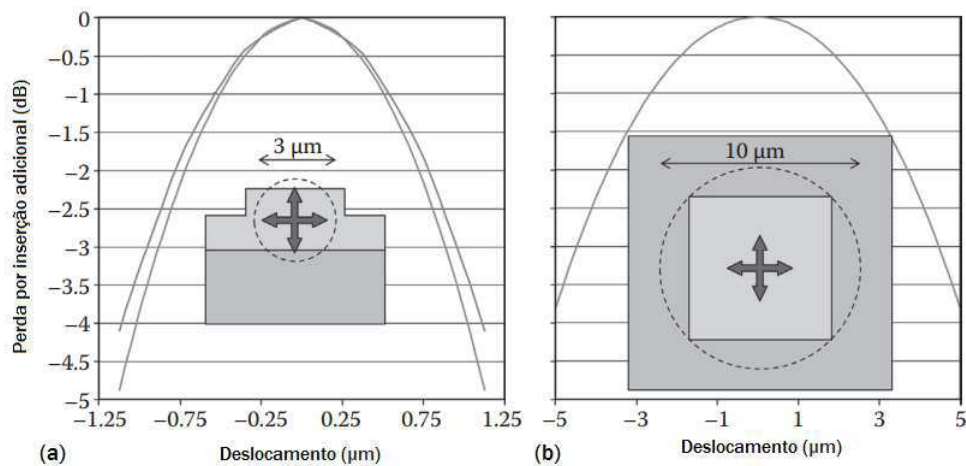 Perda por inserção adicional (dB)
0
−0.5
−1
−1.5
−2
−2.5
−3
−3.5
−4
−4.5
−5
3 µm
−1.25 −0.75 −0.25 0.25 0.75 1.25
(a) Deslocamento (µm)
10 µm
−5 −3 −1 1 3 5
(b) Deslocamento (µm)